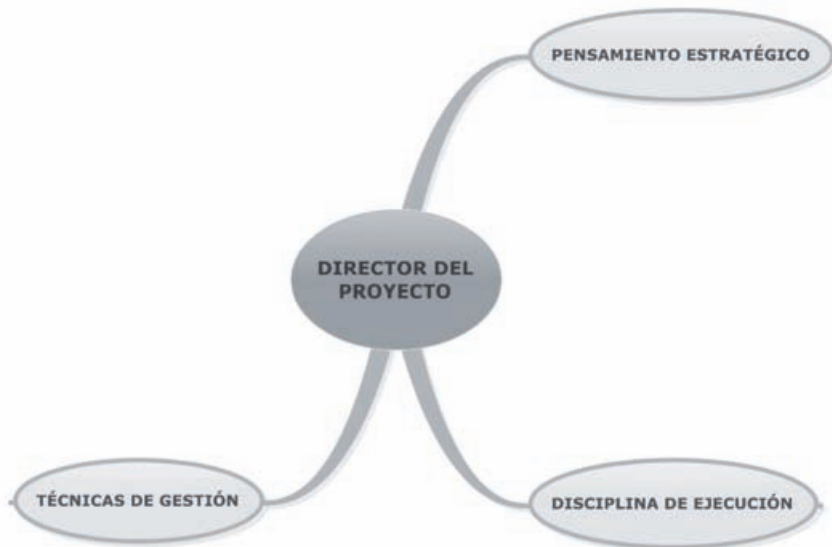 PENSAMIENTO ESTRATÉGICO
DIRECTOR DEL
PROYECTO
TÉCNICAS DE GESTIÓN
DISCIPLINA DE EJECUCIÓN